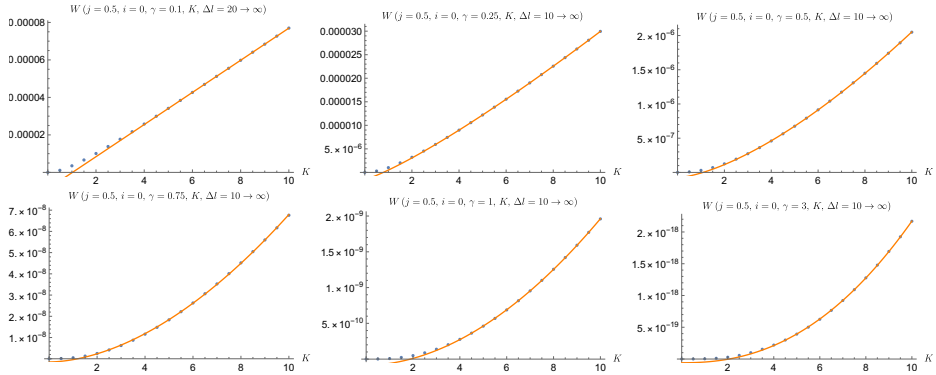 W (j = 0.5, i = 0, γ = 0.1, K, Δl = 20 → ∞)
0.00008
0.00006
0.00004
0.00002
2 4 6 8 10 K
W (j = 0.5, i = 0, γ = 0.25, K, Δl = 10 → ∞)
0.000030
0.000025
0.000020
0.000015
0.000010
5. × 10⁻⁶
2 4 6 8 10 K
W (j = 0.5, i = 0, γ = 0.5, K, Δl = 10 → ∞)
2. × 10⁻⁶
1. × 10⁻⁶
5. × 10⁻⁷
2 4 6 8 10 K
W (j = 0.5, i = 0, γ = 0.75, K, Δl = 10 → ∞)
7. × 10⁻⁸
6. × 10⁻⁸
5. × 10⁻⁸
4. × 10⁻⁸
3. × 10⁻⁸
2. × 10⁻⁸
1. × 10⁻⁸
2 4 6 8 10 K
W (j = 0.5, i = 0, γ = 1, K, Δl = 10 → ∞)
2. × 10⁻⁹
1. × 10⁻⁹
1. × 10⁻⁹
5. × 10⁻¹⁰
2 4 6 8 10 K
W (j = 0.5, i = 0, γ = 3, K, Δl = 10 → ∞)
2. × 10⁻¹⁸
1. × 10⁻¹⁸
1. × 10⁻¹⁸
5. × 10⁻¹⁹
2 4 6 8 10 K